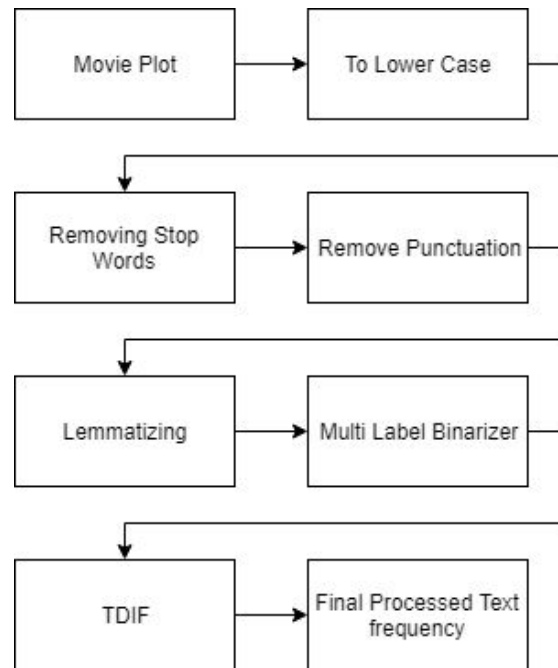 Movie Plot
To Lower Case
Removing Stop
Words
Remove Punctuation
Lemmatizing
Multi Label Binarizer
TDIF
Final Processed Text
frequency